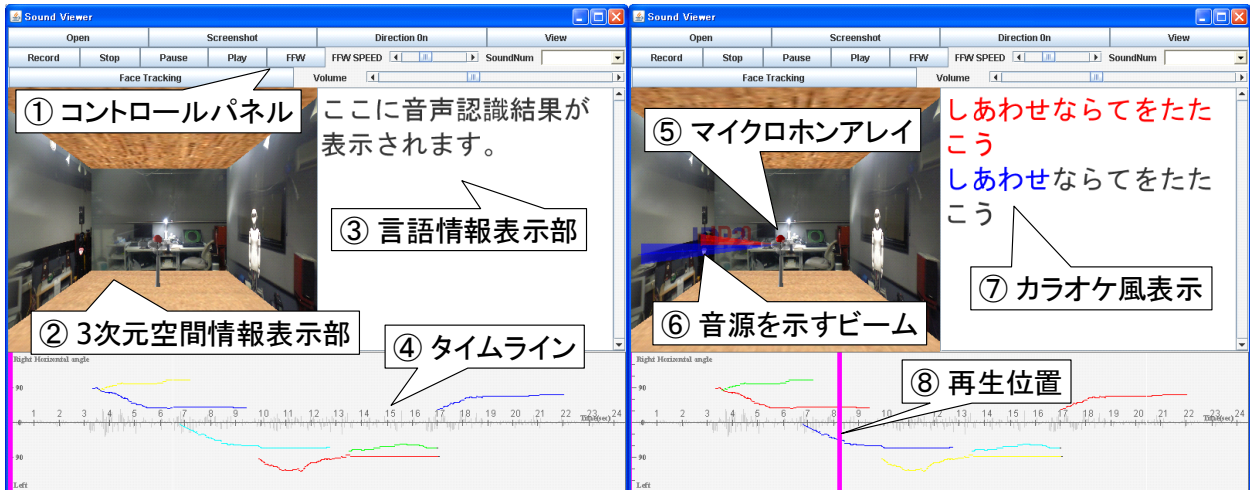 Sound Viewer
Open Screenshot Direction On View
Record Stop Pause Play FFW FFW SPEED SoundNum
Face Tracking Volume
① コントロールパネル
ここに音声認識結果が
表示されます。
③ 言語情報表示部
② 3次元空間情報表示部
④ タイムライン
Right Horizontal angle
90
1 2 3 4 5 6 7 8 9 10 11 12 13 14 15 16 17 18 19 20 21 22 23 24
0 Time(sec)
90
Left
Sound Viewer
Open Screenshot Direction On View
Record Stop Pause Play FFW FFW SPEED SoundNum
Face Tracking Volume
⑤ マイクロホンアレイ
しあわせならてをたた
こう
しあわせならてをたた
こう
⑦ カラオケ風表示
⑥ 音源を示すビーム
⑧ 再生位置
Right Horizontal angle
90
1 2 3 4 5 6 7 8 9 10 11 12 13 14 15 16 17 18 19 20 21 22 23 24
0 Time(sec)
90
Left